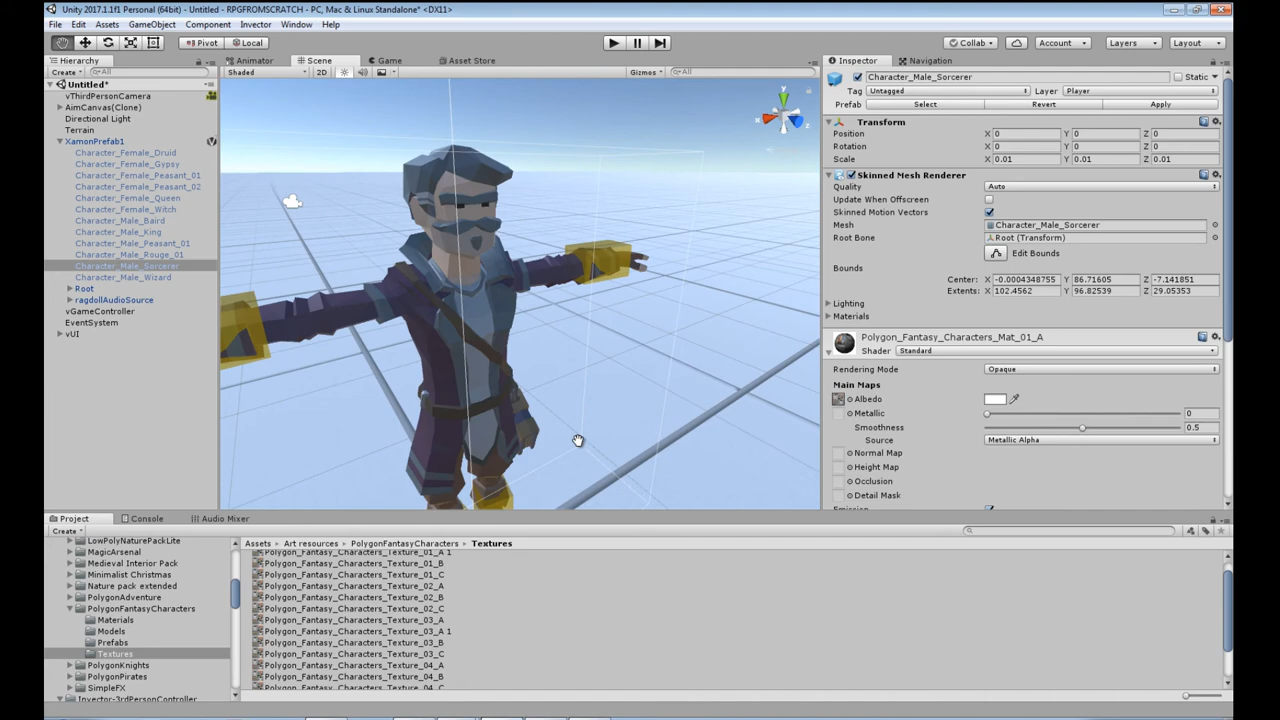 Unity 2017.1.1f1 Personal (64bit) - Untitled - RPGFROMSCRATCH - PC, Mac & Linux Standalone* <DX11>
File Edit Assets GameObject Component Invector Window Help
Pivot Local Collab Account Layers Layout
Hierarchy
Create All
Untitled*
vThirdPersonCamera
AimCanvas(Clone)
Directional Light
Terrain
XamonPrefab1
Character_Female_Druid
Character_Female_Gypsy
Character_Female_Peasant_01
Character_Female_Peasant_02
Character_Female_Queen
Character_Female_Witch
Character_Male_Baird
Character_Male_King
Character_Male_Peasant_01
Character_Male_Rouge_01
Character_Male_Sorcerer
Character_Male_Wizard
Root
ragdollAudioSource
vGameController
EventSystem
vUI
Animator Scene Game Asset Store
Shaded 2D Gizmos All
y
x
z
Inspector Navigation
Character_Male_Sorcerer Static
Tag Untagged Layer Player
Prefab Select Revert Apply
Transform
Position X 0 Y 0 Z 0
Rotation X 0 Y 0 Z 0
Scale X 0.01 Y 0.01 Z 0.01
Skinned Mesh Renderer
Quality Auto
Update When Offscreen
Skinned Motion Vectors
Mesh Character_Male_Sorcerer
Root Bone Root (Transform)
Edit Bounds
Bounds
Center: X -0.0004348755 Y 86.71605 Z -7.141851
Extents: X 102.4562 Y 96.82539 Z 29.05353
Lighting
Materials
Polygon_Fantasy_Characters_Mat_01_A
Shader Standard
Rendering Mode Opaque
Main Maps
Albedo
Metallic 0
Smoothness 0.5
Source Metallic Alpha
Normal Map
Height Map
Occlusion
Detail Mask
Emission
Project Console Audio Mixer
Create
LowPolyNaturePackLite
MagicArsenal
Medieval Interior Pack
Minimalist Christmas
Nature pack extended
PolygonAdventure
PolygonFantasyCharacters
Materials
Models
Prefabs
Textures
PolygonKnights
PolygonPirates
SimpleFX
Invector-3rdPersonController
Assets Art resources PolygonFantasyCharacters Textures
Polygon_Fantasy_Characters_Texture_01_A 1
Polygon_Fantasy_Characters_Texture_01_B
Polygon_Fantasy_Characters_Texture_01_C
Polygon_Fantasy_Characters_Texture_02_A
Polygon_Fantasy_Characters_Texture_02_B
Polygon_Fantasy_Characters_Texture_02_C
Polygon_Fantasy_Characters_Texture_03_A
Polygon_Fantasy_Characters_Texture_03_A 1
Polygon_Fantasy_Characters_Texture_03_B
Polygon_Fantasy_Characters_Texture_03_C
Polygon_Fantasy_Characters_Texture_04_A
Polygon_Fantasy_Characters_Texture_04_B
Polygon_Fantasy_Characters_Texture_04_C